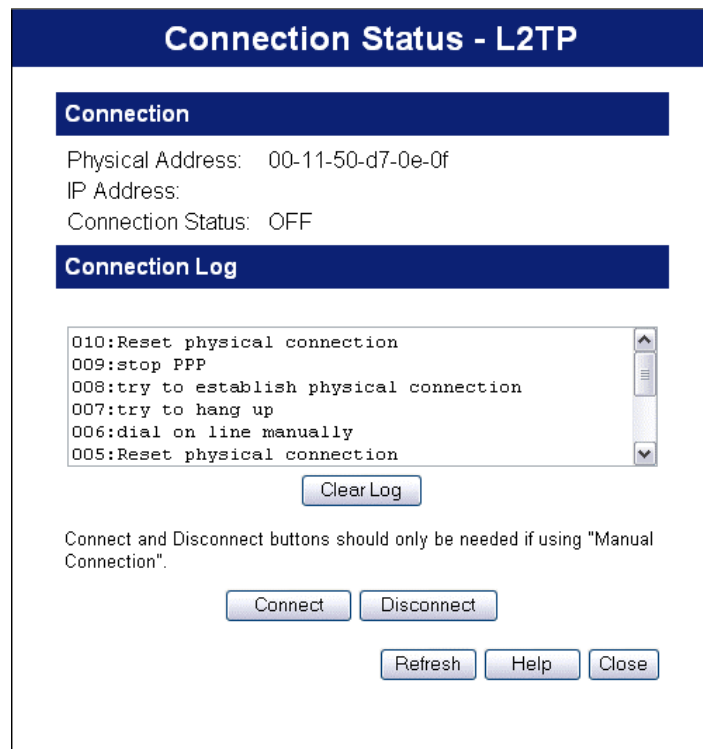 Connection Status - L2TP
Connection
Physical Address: 00-11-50-d7-0e-0f
IP Address:
Connection Status: OFF
Connection Log
010:Reset physical connection
009:stop PPP
008:try to establish physical connection
007:try to hang up
006:dial on line manually
005:Reset physical connection
Clear Log
Connect and Disconnect buttons should only be needed if using "Manual
Connection".
Connect Disconnect
Refresh Help Close